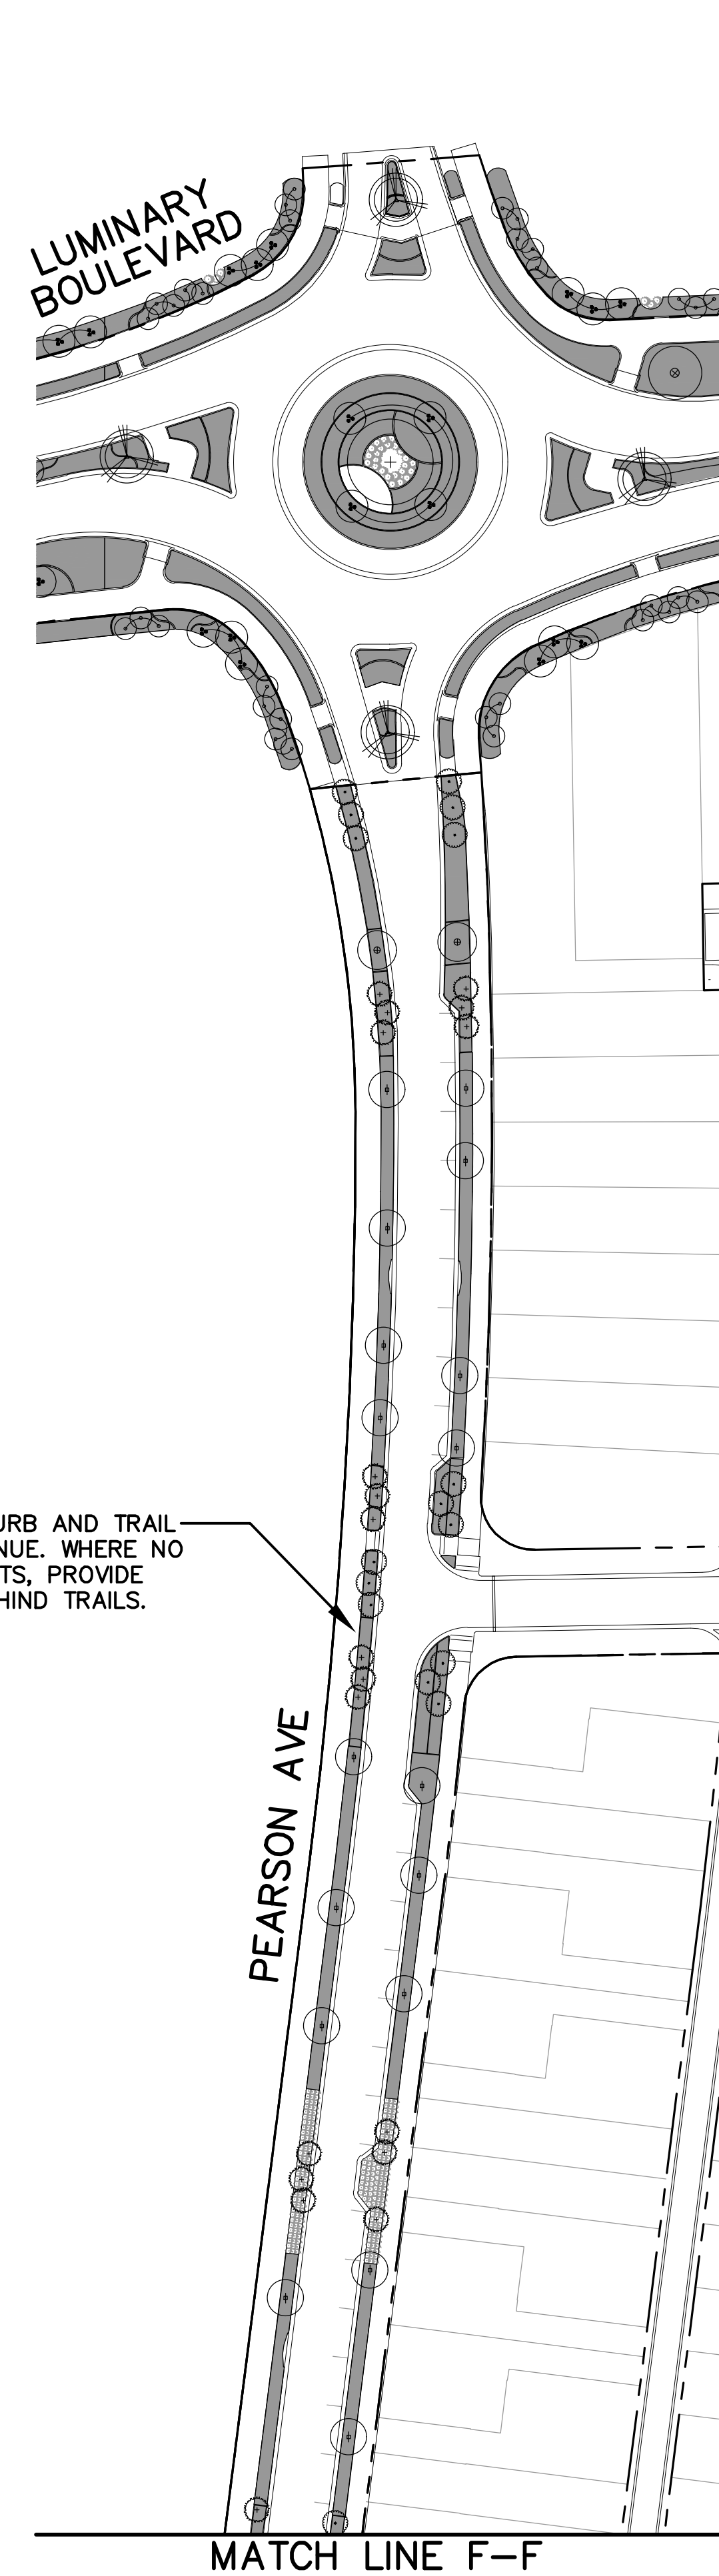 LUMINARY
BOULEVARD
URB AND TRAIL
NUE. WHERE NO
TS, PROVIDE
HIND TRAILS.
PEARSON AVE
MATCH LINE F-F